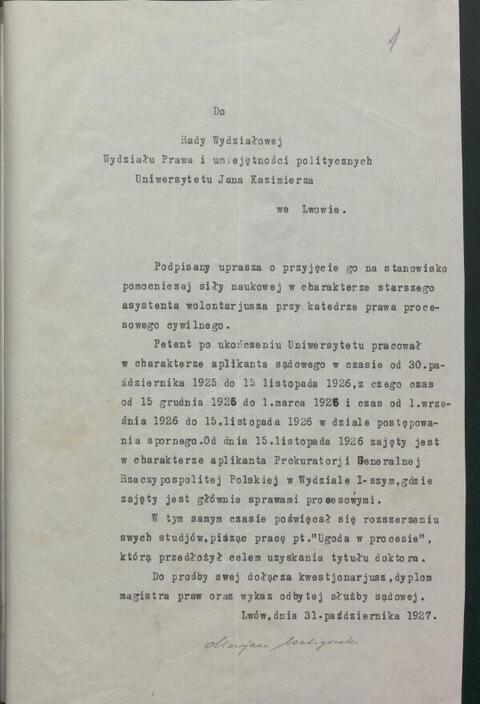 1
Do
Rady Wydziałowej
Wydziału Prawa i umiejętności politycznych
Uniwersytetu Jana Kazimierza
we Lwowie.
Podpisany uprasza o przyjęcie go na stanowisko
pomocniczej siły naukowej w charakterze starszego
asystenta wolontarjusza przy katedrze prawa proce-
sowego cywilnego.
Petent po ukończeniu Uniwersytetu pracował
w charakterze aplikanta sądowego w czasie od 30.pa-
ździernika 1925 do 15 listopada 1926,z czego czas
od 15 grudnia 1925 do 1.marca 1926 i czas od 1.wrze-
śnia 1926 do 15.listopada 1926 w dziale postępowa-
nia spornego.Od dnia 15.listopada 1926 zajęty jest
w charakterze aplikanta Prokuratorji Generalnej
Rzeczypospolitej Polskiej w Wydziale I-szym,gdzie
zajęty jest głównie sprawami procesowymi.
W tym samym czasie poświęcał się rozszerzeniu
swych studjów,pisząc pracę pt."Ugoda w procesie",
którą przedłożył celem uzyskania tytułu doktora.
Do prośby swej dołącza kwestjonarjusz,dyplom
magistra praw oraz wykaz odbytej służby sądowej.
Lwów,dnia 31.października 1927.
Marjan